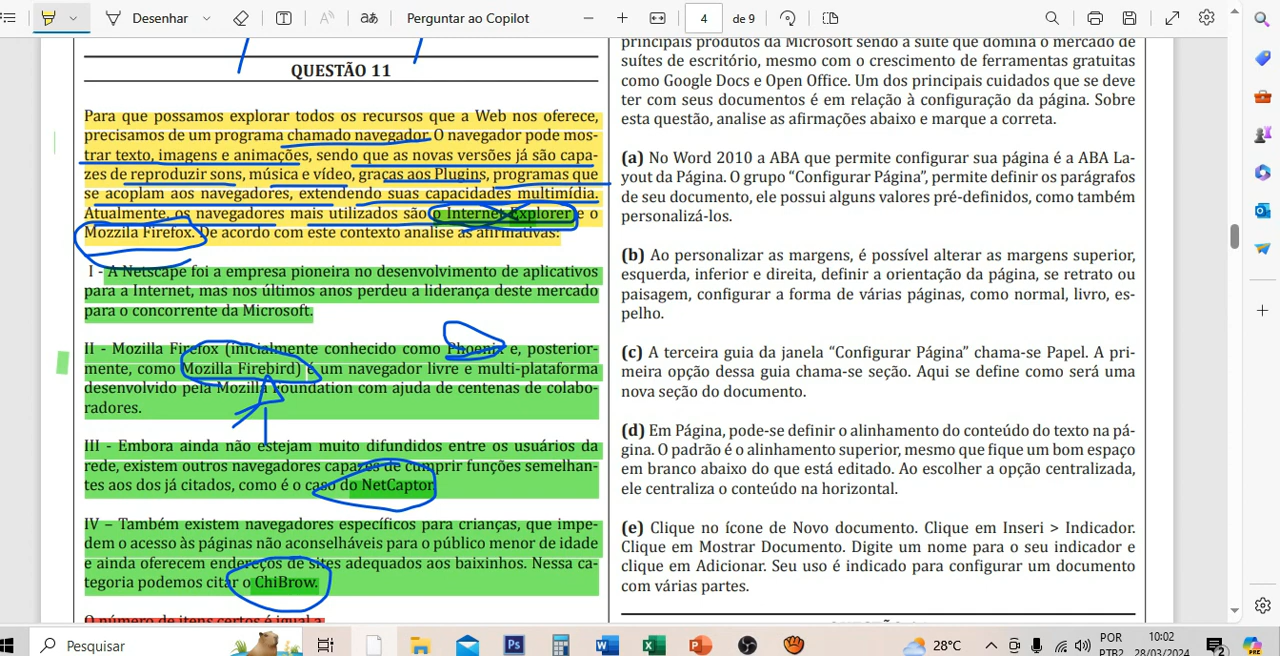 Desenhar
aあ
Perguntar ao Copilot
4
de 9
QUESTÃO 11
Para que possamos explorar todos os recursos que a Web nos oferece,
precisamos de um programa chamado navegador. O navegador pode mos-
trar texto, imagens e animações, sendo que as novas versões já são capa-
zes de reproduzir sons, música e vídeo, graças aos Plugins, programas que
se acoplam aos navegadores, extendendo suas capacidades multimídia.
Atualmente, os navegadores mais utilizados são o Internet Explorer e o
Mozzila Firefox. De acordo com este contexto analise as afirmativas:
I - A Netscape foi a empresa pioneira no desenvolvimento de aplicativos
para a Internet, mas nos últimos anos perdeu a liderança deste mercado
para o concorrente da Microsoft.
II - Mozilla Firefox (inicialmente conhecido como Phoenix e, posterior-
mente, como Mozilla Firebird) é um navegador livre e multi-plataforma
desenvolvido pela Mozilla Foundation com ajuda de centenas de colabo-
radores.
III - Embora ainda não estejam muito difundidos entre os usuários da
rede, existem outros navegadores capazes de cumprir funções semelhan-
tes aos dos já citados, como é o caso do NetCaptor.
IV – Também existem navegadores específicos para crianças, que impe-
dem o acesso às páginas não aconselháveis para o público menor de idade
e ainda oferecem endereços de sites adequados aos baixinhos. Nessa ca-
tegoria podemos citar o ChiBrow.
O número de itens certos é igual a
principais produtos da Microsoft sendo a suíte que domina o mercado de
suítes de escritório, mesmo com o crescimento de ferramentas gratuitas
como Google Docs e Open Office. Um dos principais cuidados que se deve
ter com seus documentos é em relação à configuração da página. Sobre
esta questão, analise as afirmações abaixo e marque a correta.
(a) No Word 2010 a ABA que permite configurar sua página é a ABA La-
yout da Página. O grupo “Configurar Página”, permite definir os parágrafos
de seu documento, ele possui alguns valores pré-definidos, como também
personalizá-los.
(b) Ao personalizar as margens, é possível alterar as margens superior,
esquerda, inferior e direita, definir a orientação da página, se retrato ou
paisagem, configurar a forma de várias páginas, como normal, livro, es-
pelho.
(c) A terceira guia da janela “Configurar Página” chama-se Papel. A pri-
meira opção dessa guia chama-se seção. Aqui se define como será uma
nova seção do documento.
(d) Em Página, pode-se definir o alinhamento do conteúdo do texto na pá-
gina. O padrão é o alinhamento superior, mesmo que fique um bom espaço
em branco abaixo do que está editado. Ao escolher a opção centralizada,
ele centraliza o conteúdo na horizontal.
(e) Clique no ícone de Novo documento. Clique em Inseri > Indicador.
Clique em Mostrar Documento. Digite um nome para o seu indicador e
clique em Adicionar. Seu uso é indicado para configurar um documento
com várias partes.
Pesquisar
Ps
28°C
POR
PTB2
10:02
28/03/2024
2